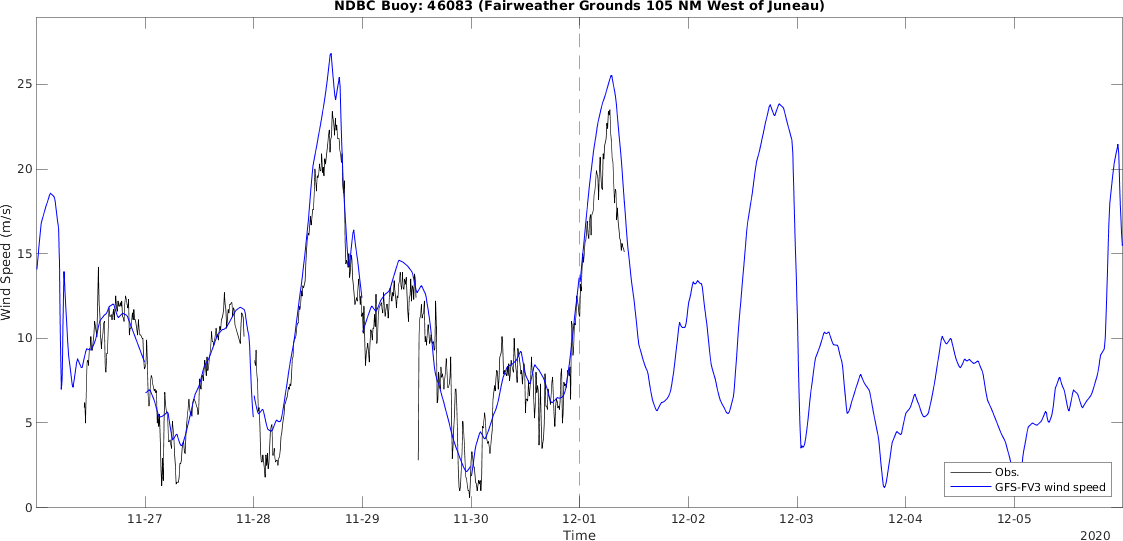 NDBC Buoy: 46083 (Fairweather Grounds 105 NM West of Juneau)
25
20
15
10
5
0
Wind Speed (m/s)
11-27 11-28 11-29 11-30 12-01 12-02 12-03 12-04 12-05
Time
2020
Obs.
GFS-FV3 wind speed